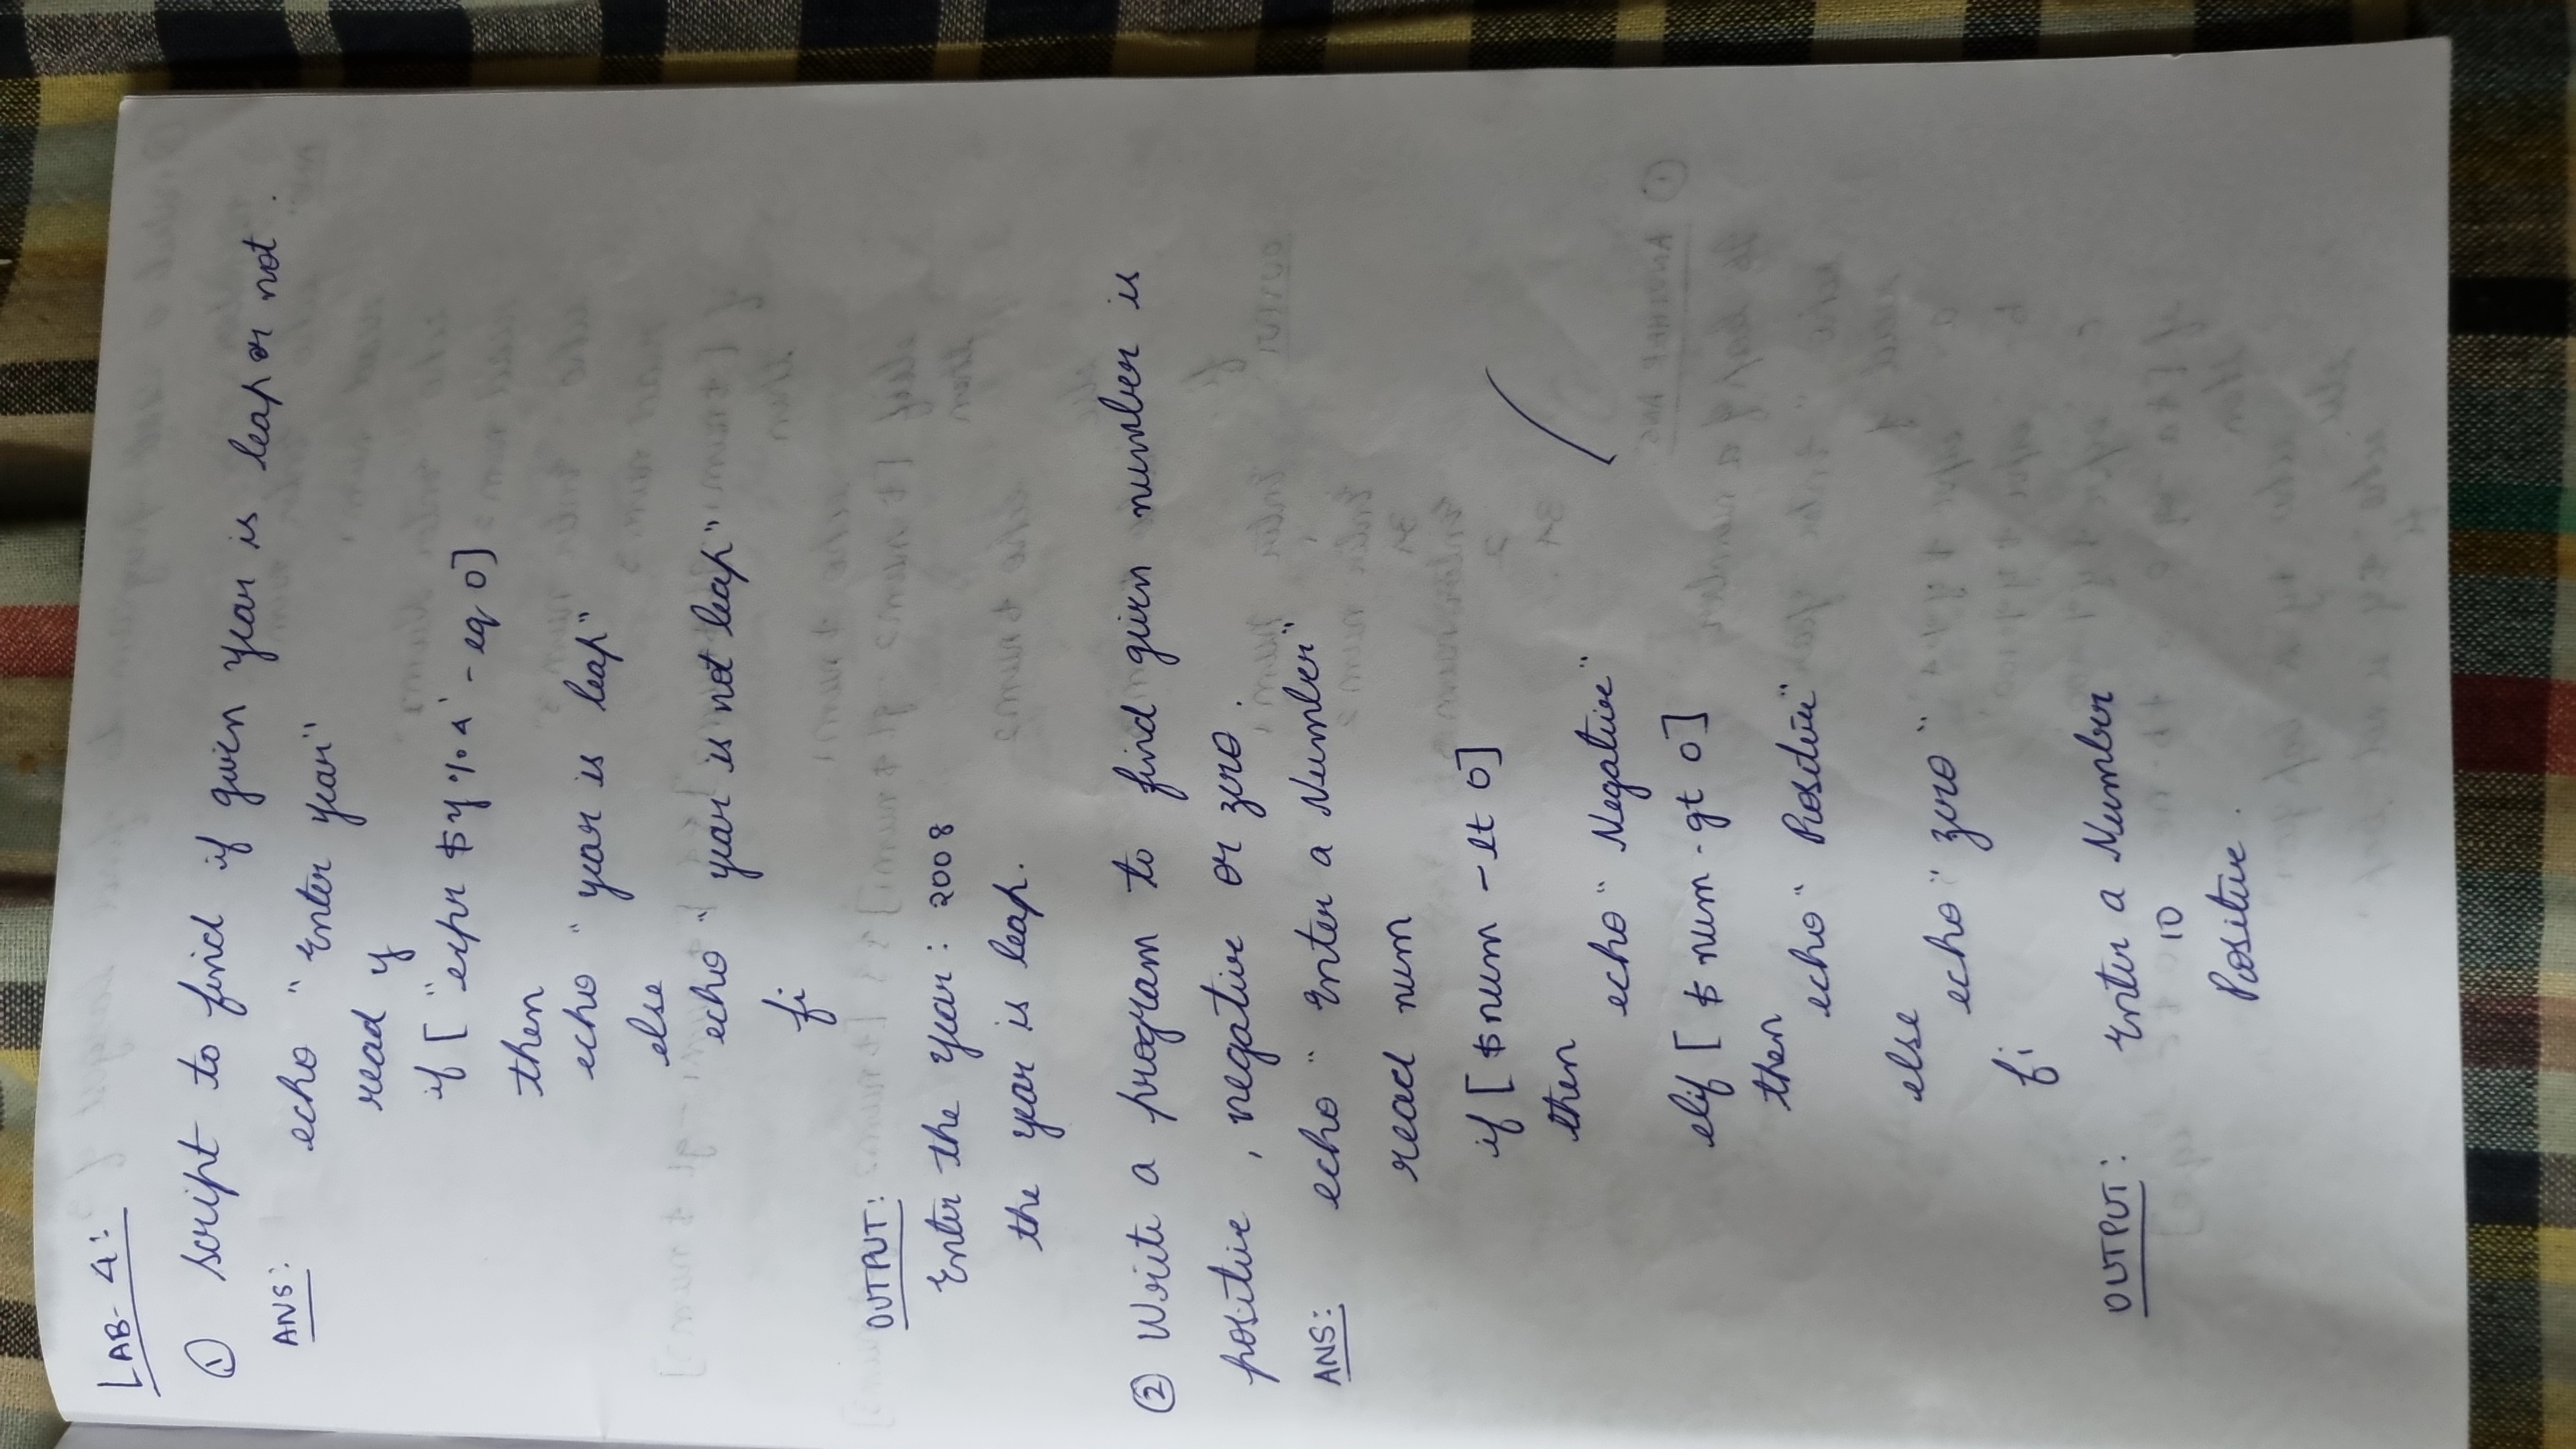 LAB-4:
① Script to find if given year is leap or not.
ANS: echo "Enter year"
read y
if ["expr $y%4' -eq 0]
then
echo "year is leap"
else
echo "year is not leap"
fi
OUTPUT:
Enter the year: 2008
the year is leap.
② Write a program to find given number is
positive, negative or zero.
ANS: echo "Enter a Number"
read num
if [$num -lt 0]
then
echo "Negative"
elif [$num -gt 0]
then
echo "Positive"
else
echo "zero"
fi
OUTPUT: Enter a Number
10
Positive.